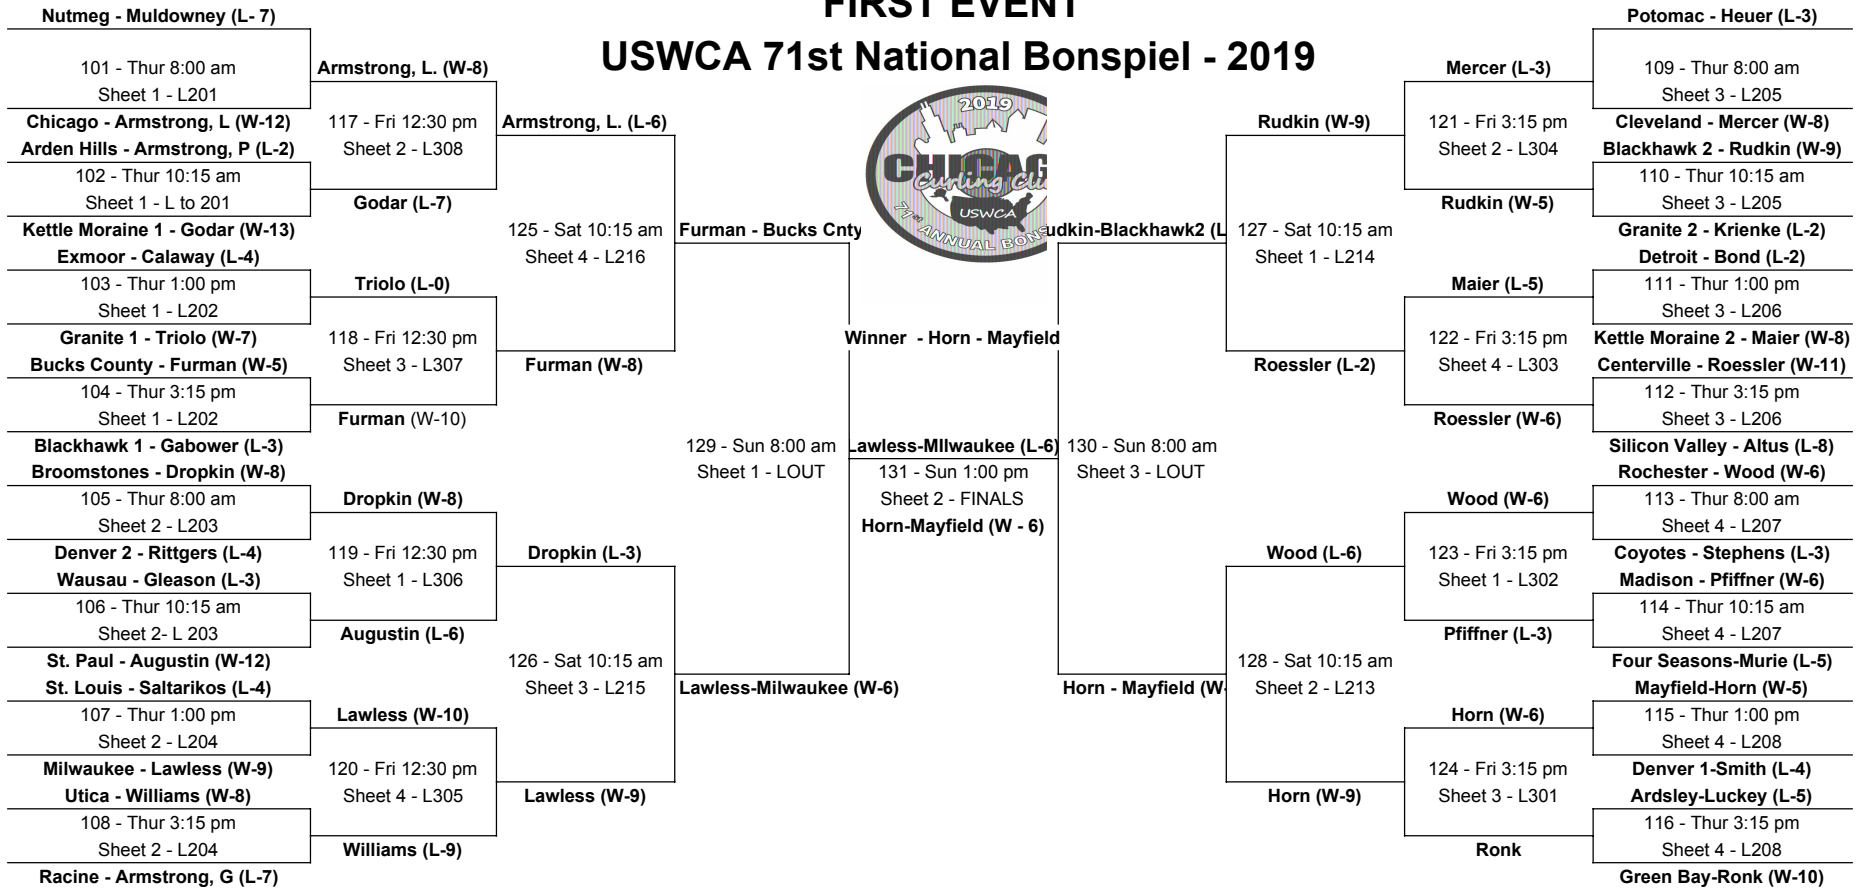 FIRST EVENT
USWCA 71st National Bonspiel - 2019
Nutmeg - Muldowney (L- 7)
101 - Thur 8:00 am
Sheet 1 - L201
Chicago - Armstrong, L (W-12)
Arden Hills - Armstrong, P (L-2)
102 - Thur 10:15 am
Sheet 1 - L to 201
Kettle Moraine 1 - Godar (W-13)
Exmoor - Calaway (L-4)
103 - Thur 1:00 pm
Sheet 1 - L202
Granite 1 - Triolo (W-7)
Bucks County - Furman (W-5)
104 - Thur 3:15 pm
Sheet 1 - L202
Blackhawk 1 - Gabower (L-3)
Broomstones - Dropkin (W-8)
105 - Thur 8:00 am
Sheet 2 - L203
Denver 2 - Rittgers (L-4)
Wausau - Gleason (L-3)
106 - Thur 10:15 am
Sheet 2- L 203
St. Paul - Augustin (W-12)
St. Louis - Saltarikos (L-4)
107 - Thur 1:00 pm
Sheet 2 - L204
Milwaukee - Lawless (W-9)
Utica - Williams (W-8)
108 - Thur 3:15 pm
Sheet 2 - L204
Racine - Armstrong, G (L-7)
Armstrong, L. (W-8)
117 - Fri 12:30 pm
Sheet 2 - L308
Godar (L-7)
Triolo (L-0)
118 - Fri 12:30 pm
Sheet 3 - L307
Furman (W-10)
Dropkin (W-8)
119 - Fri 12:30 pm
Sheet 1 - L306
Augustin (L-6)
Lawless (W-10)
120 - Fri 12:30 pm
Sheet 4 - L305
Williams (L-9)
Armstrong, L. (L-6)
125 - Sat 10:15 am
Sheet 4 - L216
Furman (W-8)
Dropkin (L-3)
126 - Sat 10:15 am
Sheet 3 - L215
Lawless (W-9)
Furman - Bucks Cnty
129 - Sun 8:00 am
Sheet 1 - LOUT
Lawless-Milwaukee (W-6)
2019
CHICAG
Curling Clu
USWCA
71st ANNUAL BONS
Winner - Horn - Mayfield
Lawless-MIlwaukee (L-6)
131 - Sun 1:00 pm
Sheet 2 - FINALS
Horn-Mayfield (W - 6)
udkin-Blackhawk2 (L
130 - Sun 8:00 am
Sheet 3 - LOUT
Horn - Mayfield (W-
Rudkin (W-9)
127 - Sat 10:15 am
Sheet 1 - L214
Roessler (L-2)
Wood (L-6)
128 - Sat 10:15 am
Sheet 2 - L213
Horn (W-9)
Mercer (L-3)
121 - Fri 3:15 pm
Sheet 2 - L304
Rudkin (W-5)
Maier (L-5)
122 - Fri 3:15 pm
Sheet 4 - L303
Roessler (W-6)
Wood (W-6)
123 - Fri 3:15 pm
Sheet 1 - L302
Pfiffner (L-3)
Horn (W-6)
124 - Fri 3:15 pm
Sheet 3 - L301
Ronk
Potomac - Heuer (L-3)
109 - Thur 8:00 am
Sheet 3 - L205
Cleveland - Mercer (W-8)
Blackhawk 2 - Rudkin (W-9)
110 - Thur 10:15 am
Sheet 3 - L205
Granite 2 - Krienke (L-2)
Detroit - Bond (L-2)
111 - Thur 1:00 pm
Sheet 3 - L206
Kettle Moraine 2 - Maier (W-8)
Centerville - Roessler (W-11)
112 - Thur 3:15 pm
Sheet 3 - L206
Silicon Valley - Altus (L-8)
Rochester - Wood (W-6)
113 - Thur 8:00 am
Sheet 4 - L207
Coyotes - Stephens (L-3)
Madison - Pfiffner (W-6)
114 - Thur 10:15 am
Sheet 4 - L207
Four Seasons-Murie (L-5)
Mayfield-Horn (W-5)
115 - Thur 1:00 pm
Sheet 4 - L208
Denver 1-Smith (L-4)
Ardsley-Luckey (L-5)
116 - Thur 3:15 pm
Sheet 4 - L208
Green Bay-Ronk (W-10)